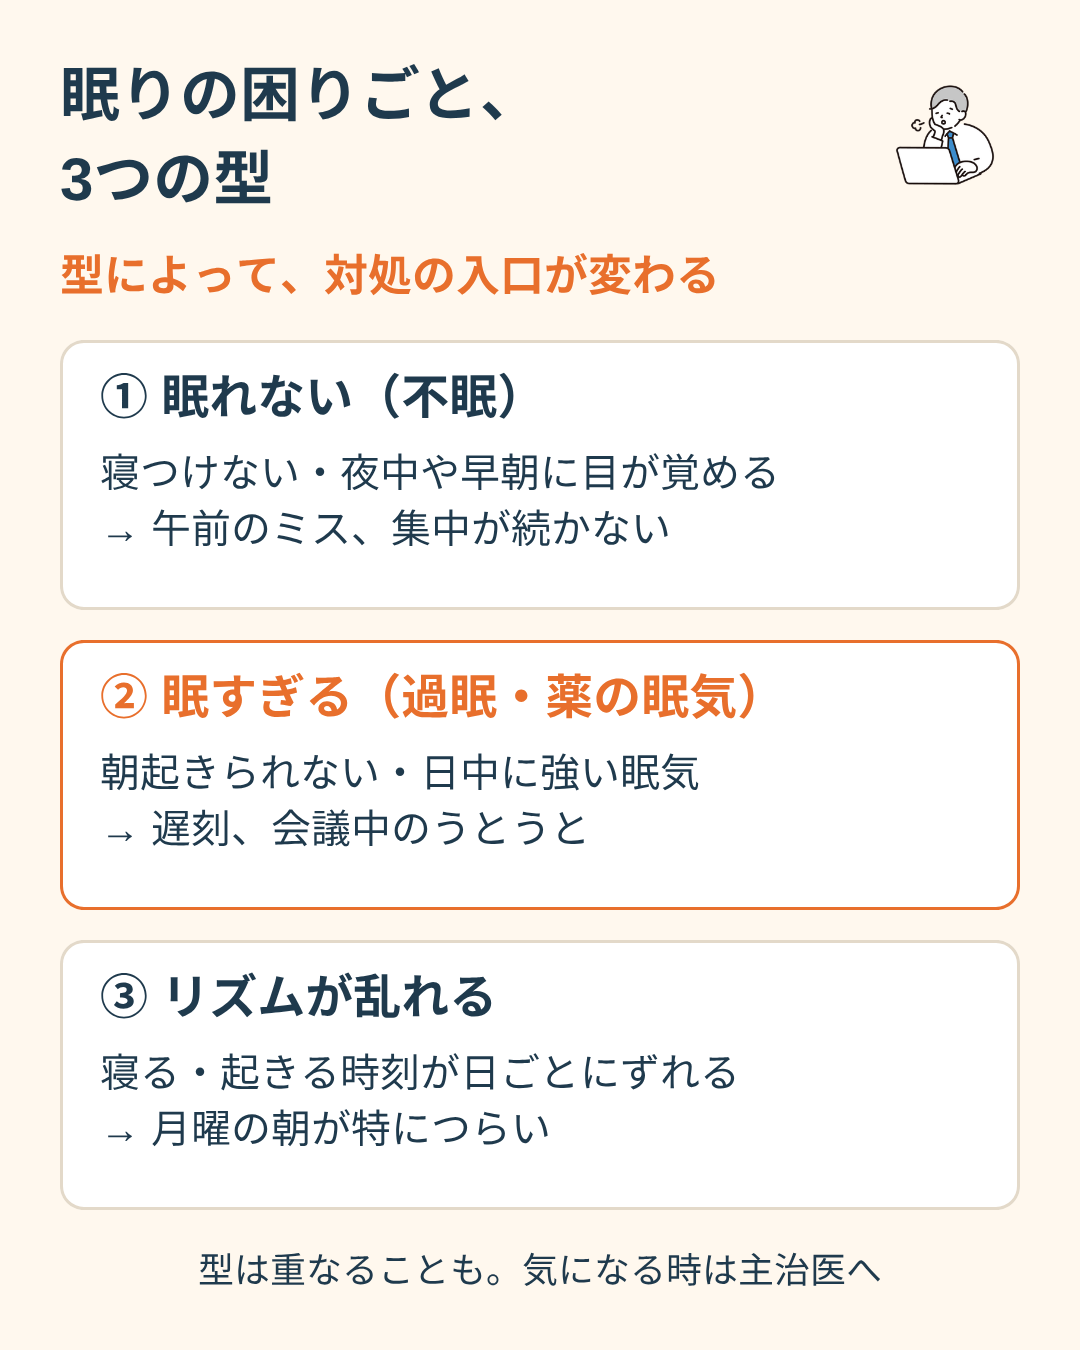 眠りの困りごと、
3つの型
型によって、対処の入口が変わる
① 眠れない（不眠）
寝つけない・夜中や早朝に目が覚める
→ 午前のミス、集中が続かない
② 眠すぎる（過眠・薬の眠気）
朝起きられない・日中に強い眠気
→ 遅刻、会議中のうとうと
③ リズムが乱れる
寝る・起きる時刻が日ごとにずれる
→ 月曜の朝が特につらい
型は重なることも。気になる時は主治医へ